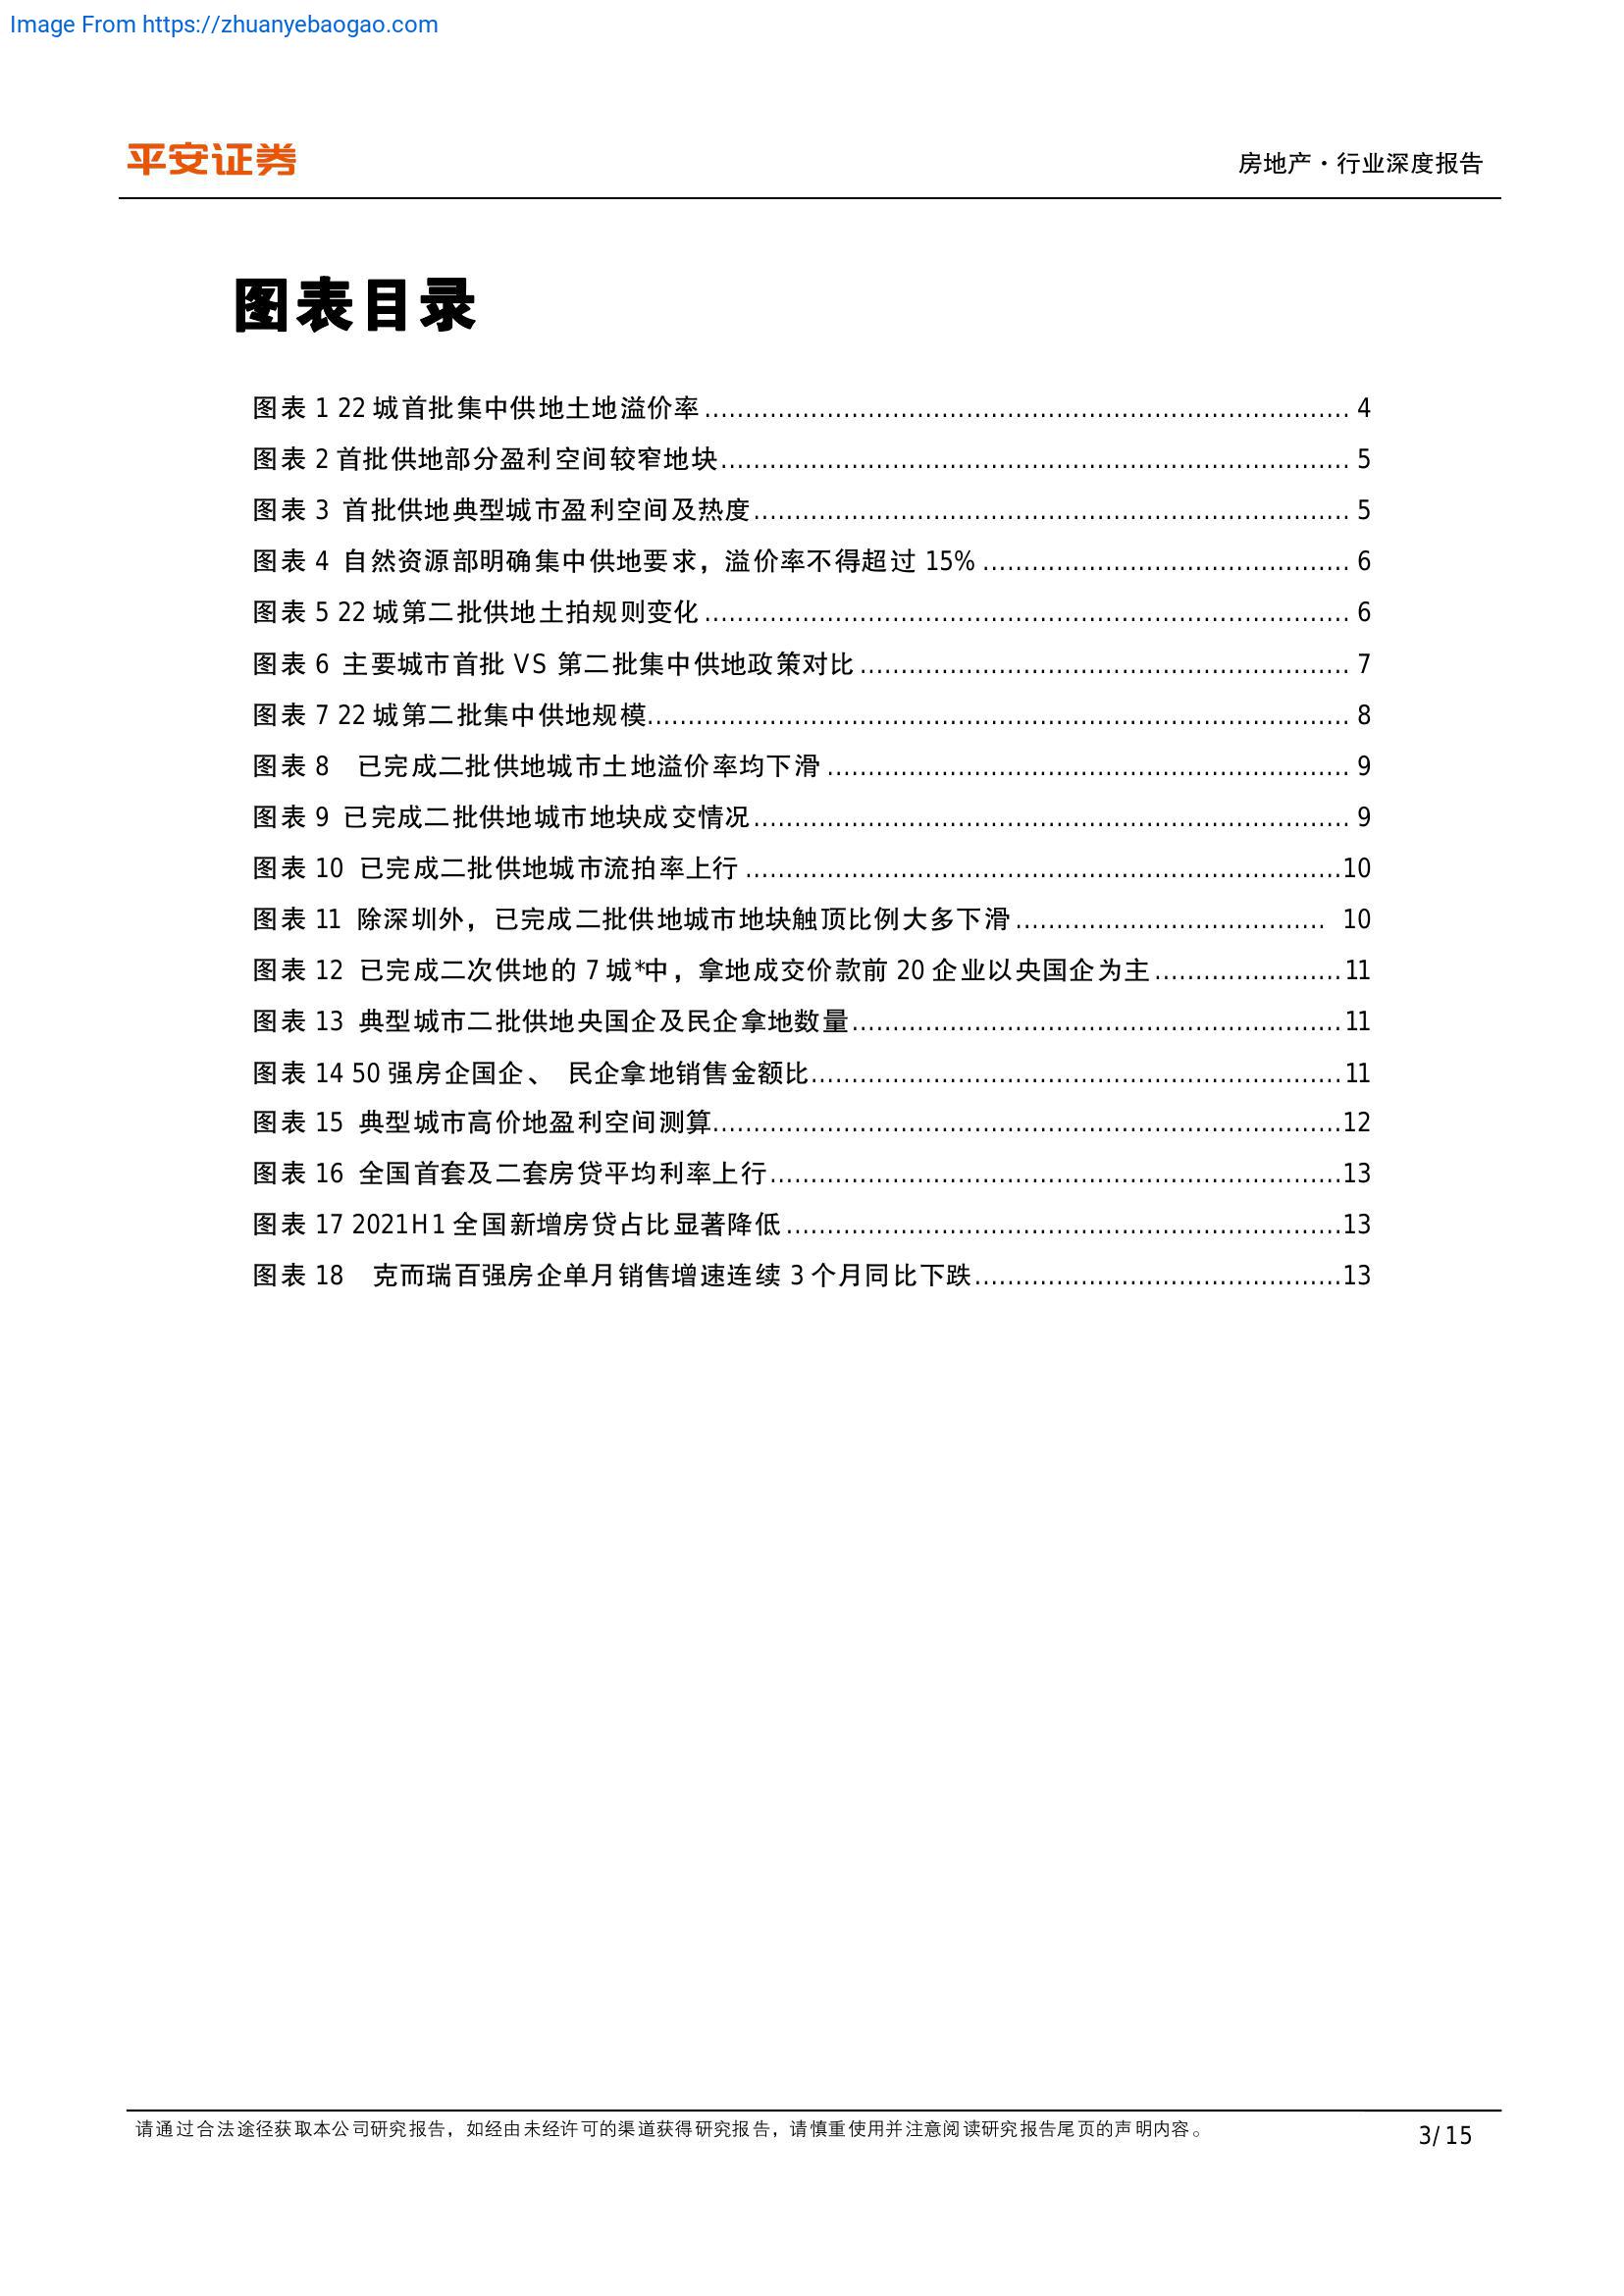 Image From https://zhuanyebaogao.com
平安证券
房地产·行业深度报告
图表目录
图表 1 22 城首批集中供地土地溢价率 4
图表 2 首批供地部分盈利空间较窄地块 5
图表 3 首批供地典型城市盈利空间及热度 5
图表 4 自然资源部明确集中供地要求，溢价率不得超过 15% 6
图表 5 22 城第二批供地土拍规则变化 6
图表 6 主要城市首批 VS 第二批集中供地政策对比 7
图表 7 22 城第二批集中供地规模 8
图表 8 已完成二批供地城市土地溢价率均下滑 9
图表 9 已完成二批供地城市地块成交情况 9
图表 10 已完成二批供地城市流拍率上行 10
图表 11 除深圳外，已完成二批供地城市地块触顶比例大多下滑 10
图表 12 已完成二次供地的 7 城*中，拿地成交价款前 20 企业以央国企为主 11
图表 13 典型城市二批供地央国企及民企拿地数量 11
图表 14 50 强房企国企、 民企拿地销售金额比 11
图表 15 典型城市高价地盈利空间测算 12
图表 16 全国首套及二套房贷平均利率上行 13
图表 17 2021H1 全国新增房贷占比显著降低 13
图表 18 克而瑞百强房企单月销售增速连续 3 个月同比下跌 13
请通过合法途径获取本公司研究报告，如经由未经许可的渠道获得研究报告，请慎重使用并注意阅读研究报告尾页的声明内容。
3/15